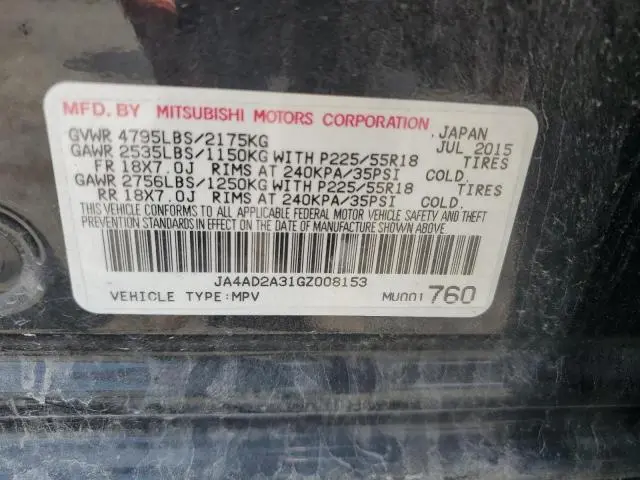 MFD. BY MITSUBISHI MOTORS CORPORATION
JAPAN
GVWR 4795LBS/2175KG JUL 2015
GAWR 2535LBS/1150KG WITH P225/55R18 TIRES
FR 18X7.0J RIMS AT 240KPA/35PSI COLD.
GAWR 2756LBS/1250KG WITH P225/55R18 TIRES
RR 18X7.0J RIMS AT 240KPA/35PSI COLD.
THIS VEHICLE CONFORMS TO ALL APPLICABLE FEDERAL MOTOR VEHICLE SAFETY AND THEFT
PREVENTION STANDARDS IN EFFECT ON THE DATE OF MANUFACTURE SHOWN ABOVE.
JA4AD2A31GZ008153
VEHICLE TYPE:MPV MU001 760